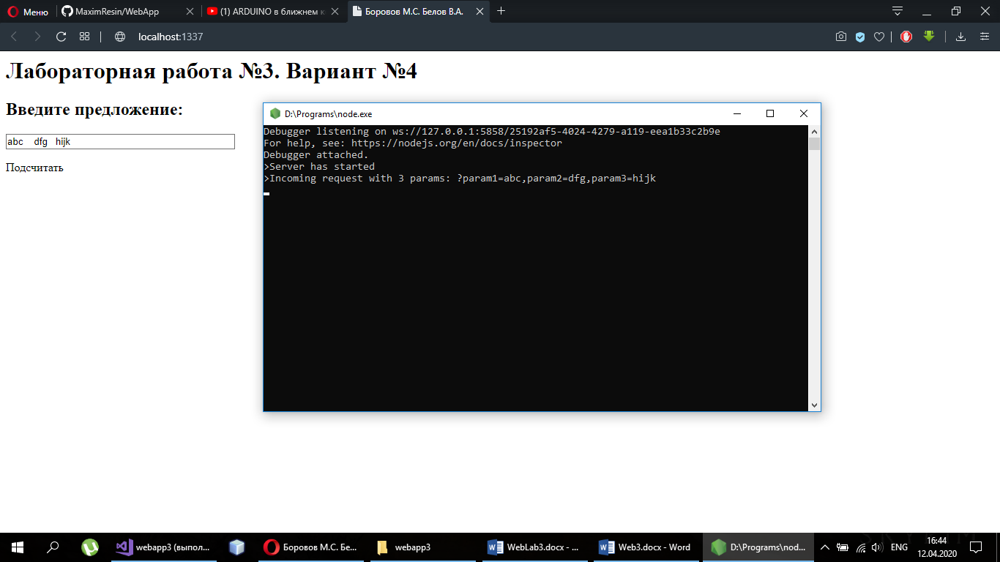 Меню
MaximResin/WebApp
(1) ARDUINO в ближнем к
Боровов М.С. Белов В.А.
localhost:1337
Лабораторная работа №3. Вариант №4
Введите предложение:
abc dfg hijk
Подсчитать
D:\Programs\node.exe
Debugger listening on ws://127.0.0.1:5858/25192af5-4024-4279-a119-eea1b33c2b9e
For help, see: https://nodejs.org/en/docs/inspector
Debugger attached.
>Server has started
>Incoming request with 3 params: ?param1=abc,param2=dfg,param3=hijk
webapp3 (выпол...
Боровов М.С. Бе...
webapp3
WebLab3.docx - ...
Web3.docx - Word
D:\Programs\nod...
ENG
16:44
12.04.2020